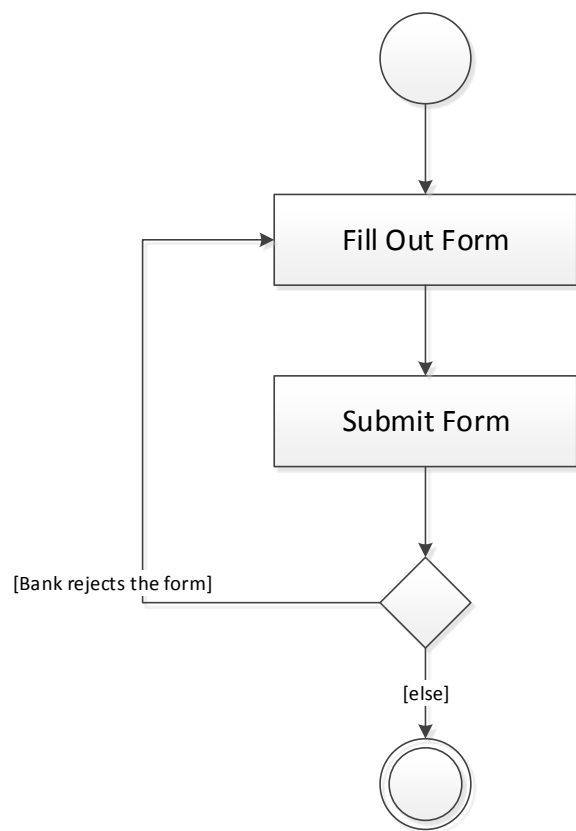 Fill Out Form
Submit Form
[Bank rejects the form]
[else]